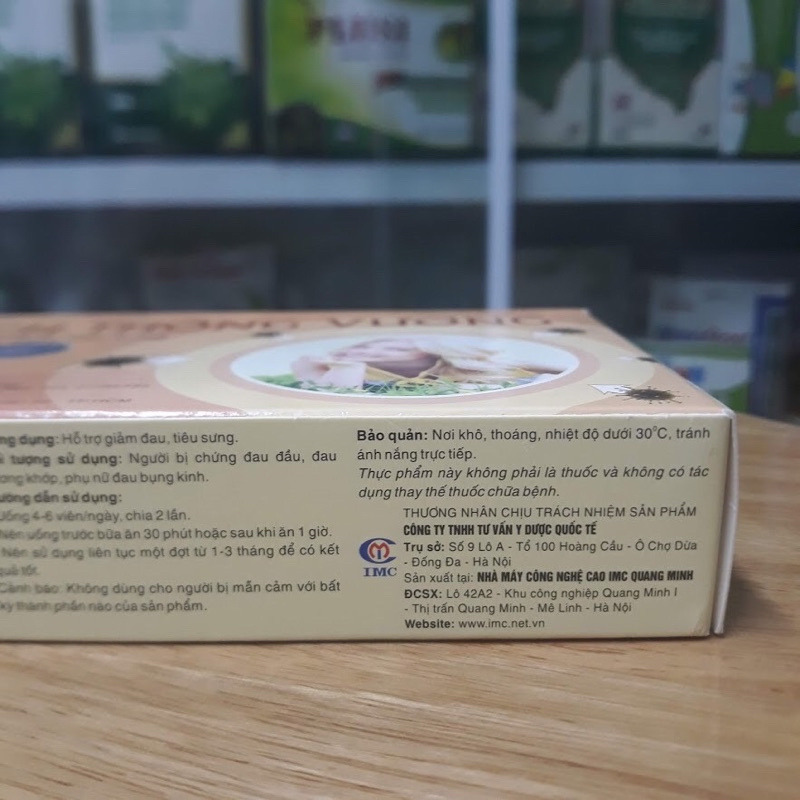 VƯƠNG
ng dụng: Hỗ trợ giảm đau, tiêu sưng.
i tượng sử dụng: Người bị chứng đau đầu, đau
ơng khớp, phụ nữ đau bụng kinh.
ướng dẫn sử dụng:
Uống 4-6 viên/ngày, chia 2 lần.
Nên uống trước bữa ăn 30 phút hoặc sau khi ăn 1 giờ.
Nên sử dụng liên tục một đợt từ 1-3 tháng để có kết
quả tốt.
Cảnh báo: Không dùng cho người bị mẫn cảm với bất
kỳ thành phần nào của sản phẩm.
Bảo quản: Nơi khô, thoáng, nhiệt độ dưới 30°C, tránh
ánh nắng trực tiếp.
Thực phẩm này không phải là thuốc và không có tác
dụng thay thế thuốc chữa bệnh.
THƯƠNG NHÂN CHỊU TRÁCH NHIỆM SẢN PHẨM
CÔNG TY TNHH TƯ VẤN Y DƯỢC QUỐC TẾ
IMC
Trụ sở: Số 9 Lô A - Tổ 100 Hoàng Cầu - Ô Chợ Dừa
- Đống Đa - Hà Nội
Sản xuất tại: NHÀ MÁY CÔNG NGHỆ CAO IMC QUANG MINH
ĐCSX: Lô 42A2 - Khu công nghiệp Quang Minh I
- Thị trấn Quang Minh - Mê Linh - Hà Nội
Website: www.imc.net.vn